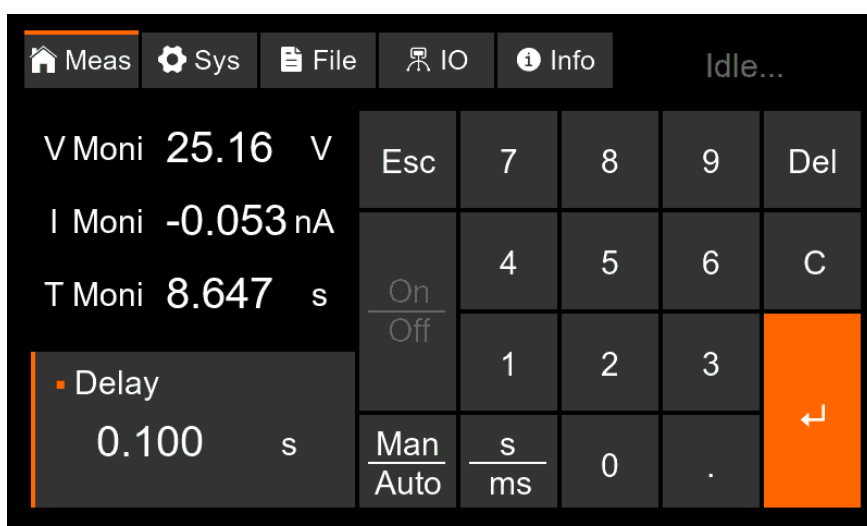 Meas Sys File IO Info Idle...
V Moni 25.16 V
I Moni -0.053 nA
T Moni 8.647 s
Delay
0.100 s
Esc 7 8 9 Del
On
Off
4 5 6 C
1 2 3
Man
Auto
s
ms
0 .